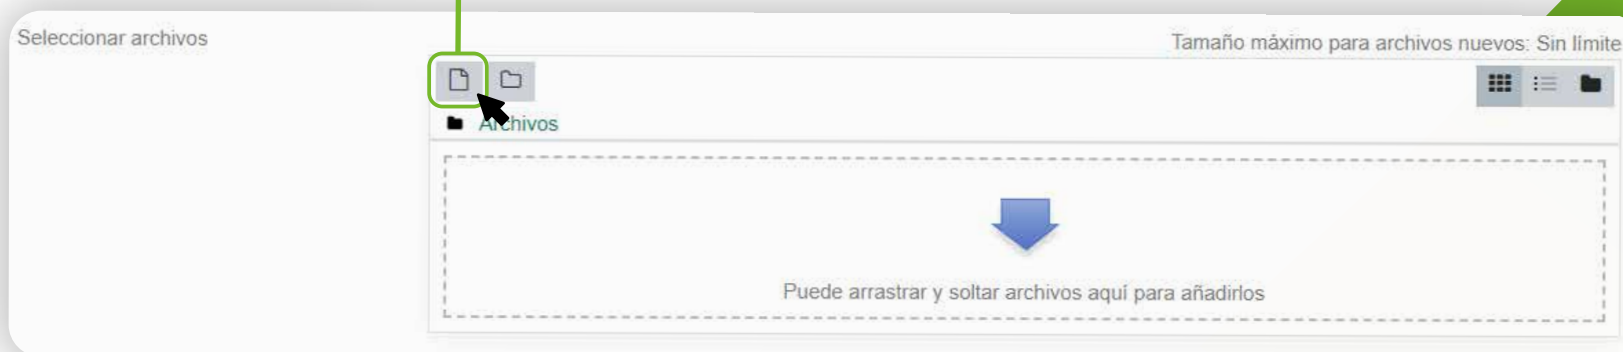 Seleccionar archivos
Tamaño máximo para archivos nuevos: Sin límite
Archivos
Puede arrastrar y soltar archivos aquí para añadirlos